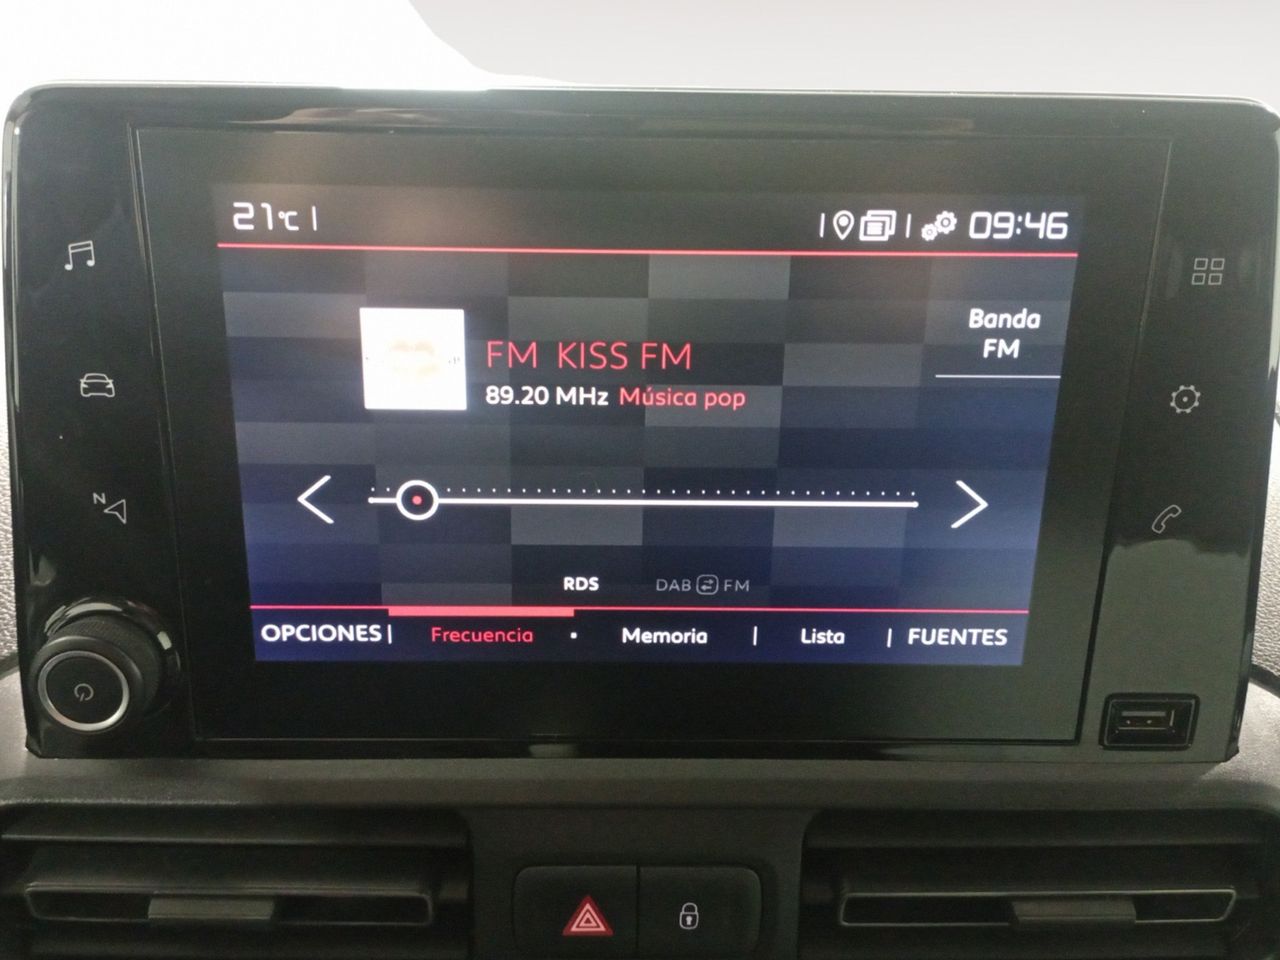 21°C
09:46
Banda
FM
FM KISS FM
89.20 MHz Música pop
N
RDS
DAB FM
OPCIONES
Frecuencia
Memoria
Lista
FUENTES